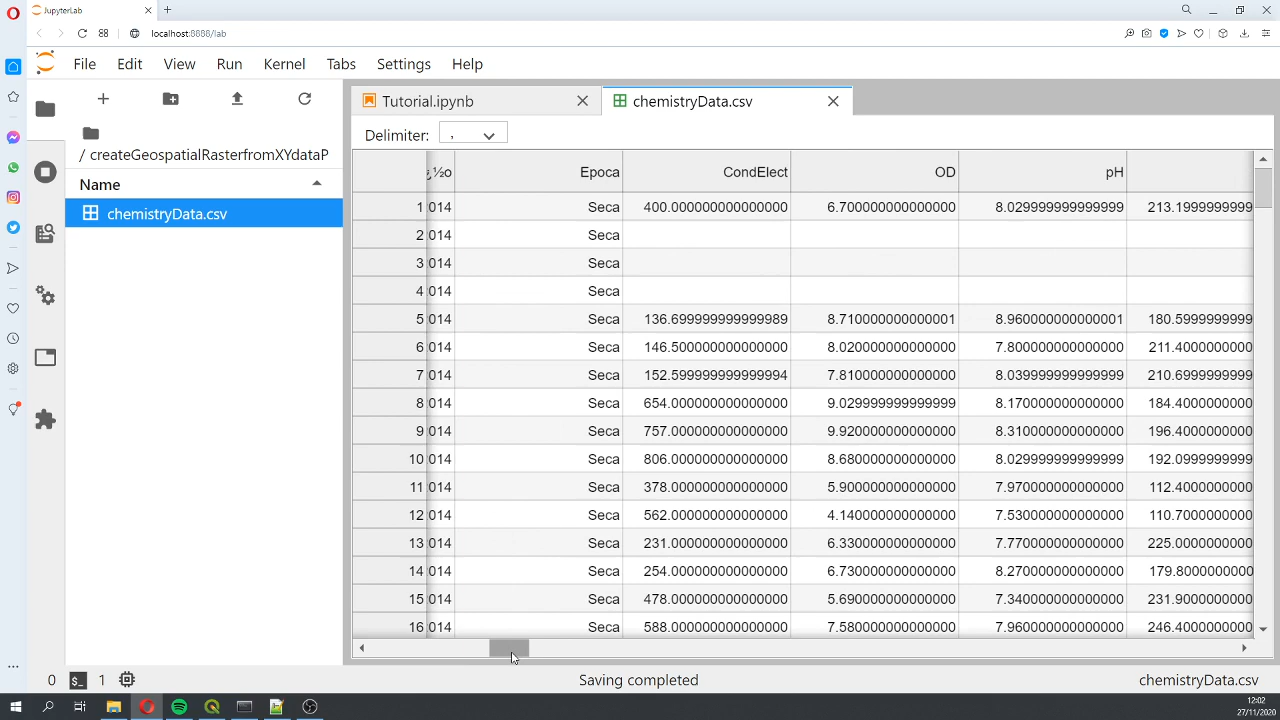 JupyterLab
localhost:8888/lab
File Edit View Run Kernel Tabs Settings Help
Tutorial.ipynb chemistryData.csv
Delimiter: ,
/ createGeospatialRasterfromXYdataP
Name
chemistryData.csv
¿½o Epoca CondElect OD pH
1 014 Seca 400.000000000000000 6.700000000000000 8.029999999999999 213.1999999999
2 014 Seca
3 014 Seca
4 014 Seca
5 014 Seca 136.699999999999989 8.710000000000001 8.960000000000001 180.5999999999
6 014 Seca 146.500000000000000 8.020000000000000 7.800000000000000 211.4000000000
7 014 Seca 152.599999999999994 7.810000000000000 8.039999999999999 210.6999999999
8 014 Seca 654.000000000000000 9.029999999999999 8.170000000000000 184.4000000000
9 014 Seca 757.000000000000000 9.920000000000000 8.310000000000000 196.4000000000
10 014 Seca 806.000000000000000 8.680000000000000 8.029999999999999 192.0999999999
11 014 Seca 378.000000000000000 5.900000000000000 7.970000000000000 112.4000000000
12 014 Seca 562.000000000000000 4.140000000000000 7.530000000000000 110.7000000000
13 014 Seca 231.000000000000000 6.330000000000000 7.770000000000000 225.0000000000
14 014 Seca 254.000000000000000 6.730000000000000 8.270000000000000 179.8000000000
15 014 Seca 478.000000000000000 5.690000000000000 7.340000000000000 231.9000000000
16 014 Seca 588.000000000000000 7.580000000000000 7.960000000000000 246.4000000000
0 1 Saving completed chemistryData.csv
12:02
27/11/2020